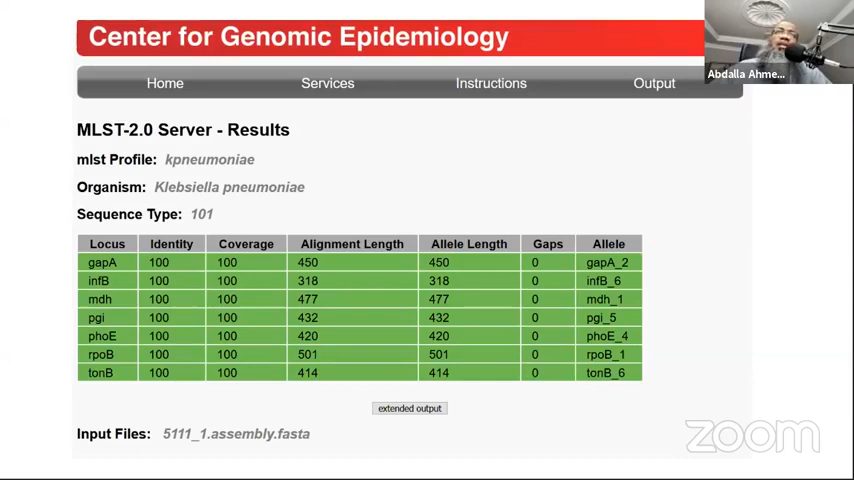 Center for Genomic Epidemiology
Abdalla Ahme...
Home Services Instructions Output
MLST-2.0 Server - Results
mlst Profile: kpneumoniae
Organism: Klebsiella pneumoniae
Sequence Type: 101
Locus Identity Coverage Alignment Length Allele Length Gaps Allele
gapA 100 100 450 450 0 gapA_2
infB 100 100 318 318 0 infB_6
mdh 100 100 477 477 0 mdh_1
pgi 100 100 432 432 0 pgi_5
phoE 100 100 420 420 0 phoE_4
rpoB 100 100 501 501 0 rpoB_1
tonB 100 100 414 414 0 tonB_6
extended output
Input Files: 5111_1.assembly.fasta
zoom